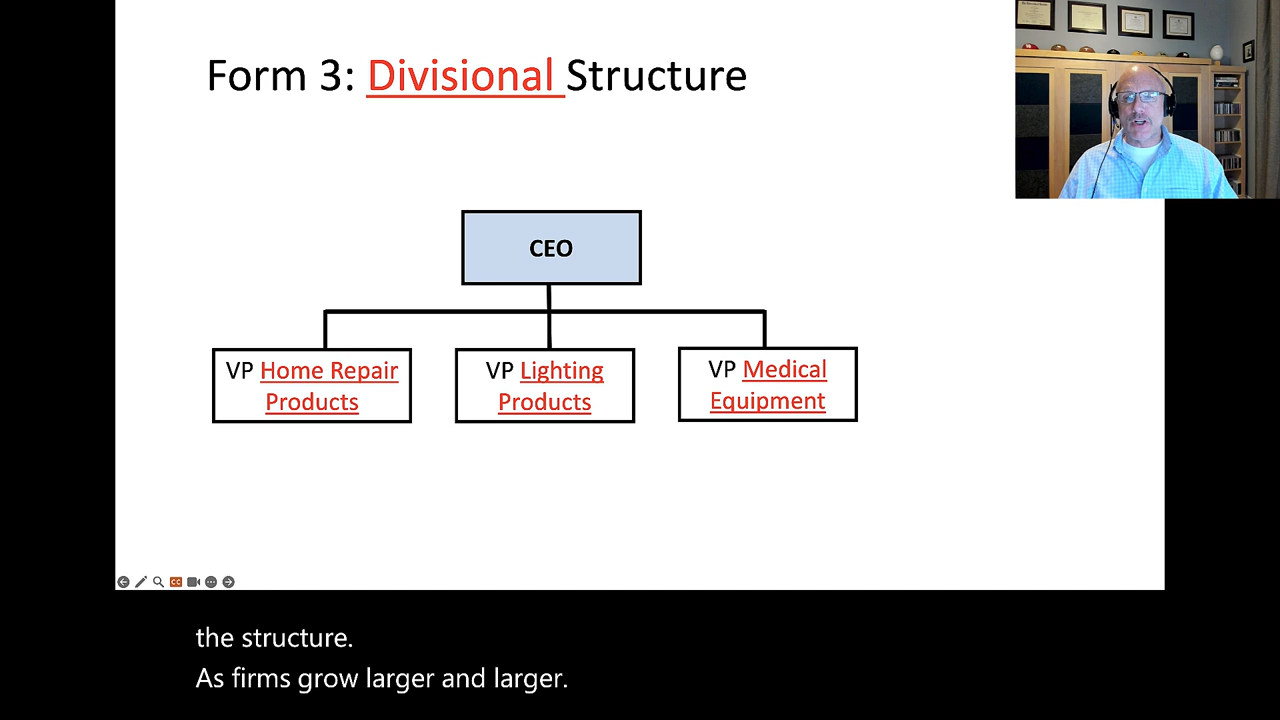 Form 3: Divisional Structure
CEO
VP Home Repair
Products
VP Lighting
Products
VP Medical
Equipment
CC
the structure.
As firms grow larger and larger.